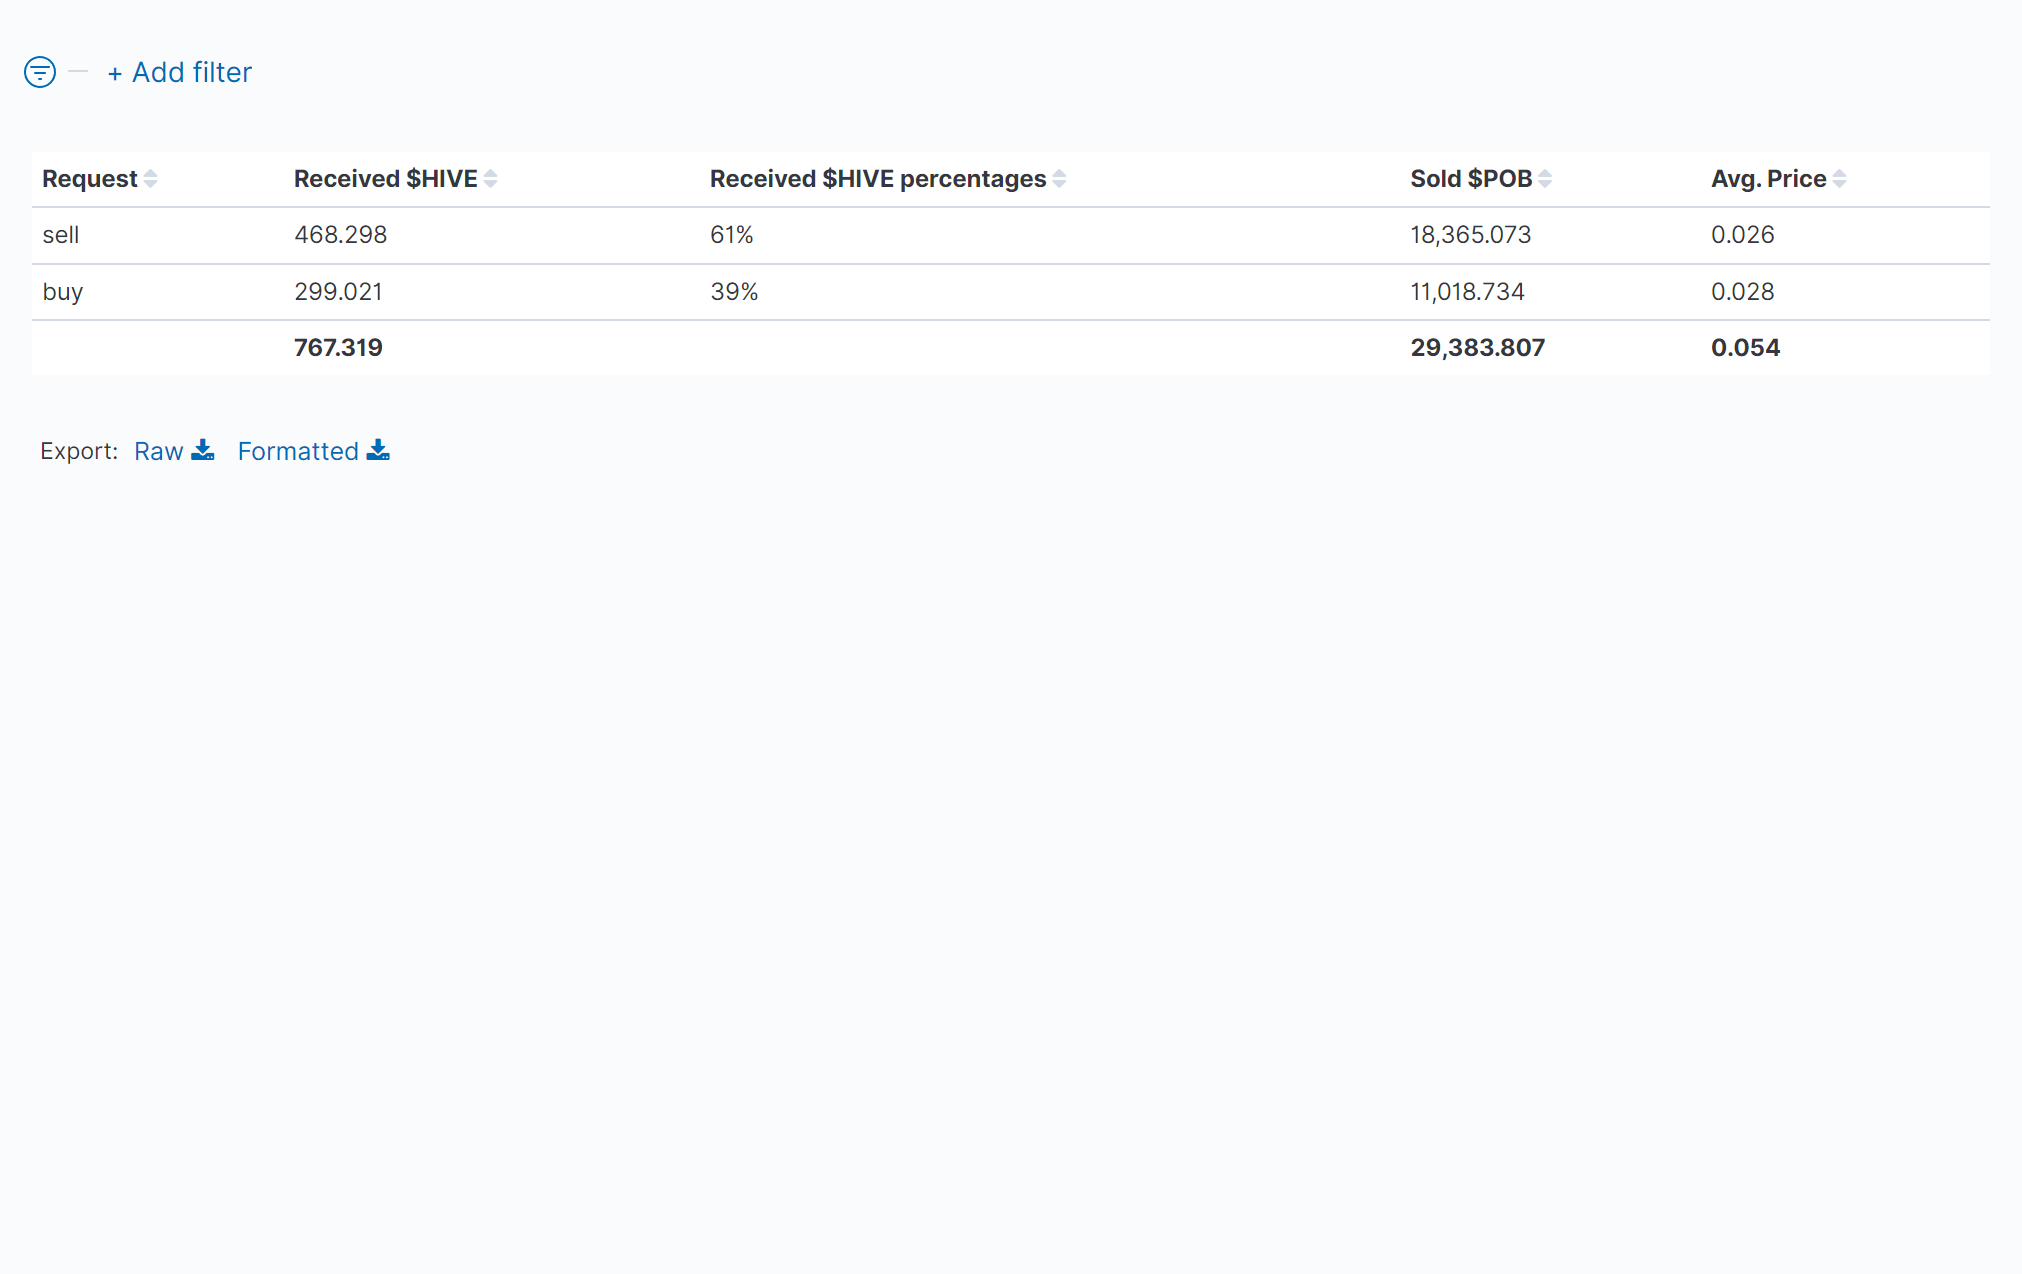 + Add filter
Request Received $HIVE Received $HIVE percentages Sold $POB Avg. Price
sell 468.298 61% 18,365.073 0.026
buy 299.021 39% 11,018.734 0.028
767.319 29,383.807 0.054
Export: Raw Formatted